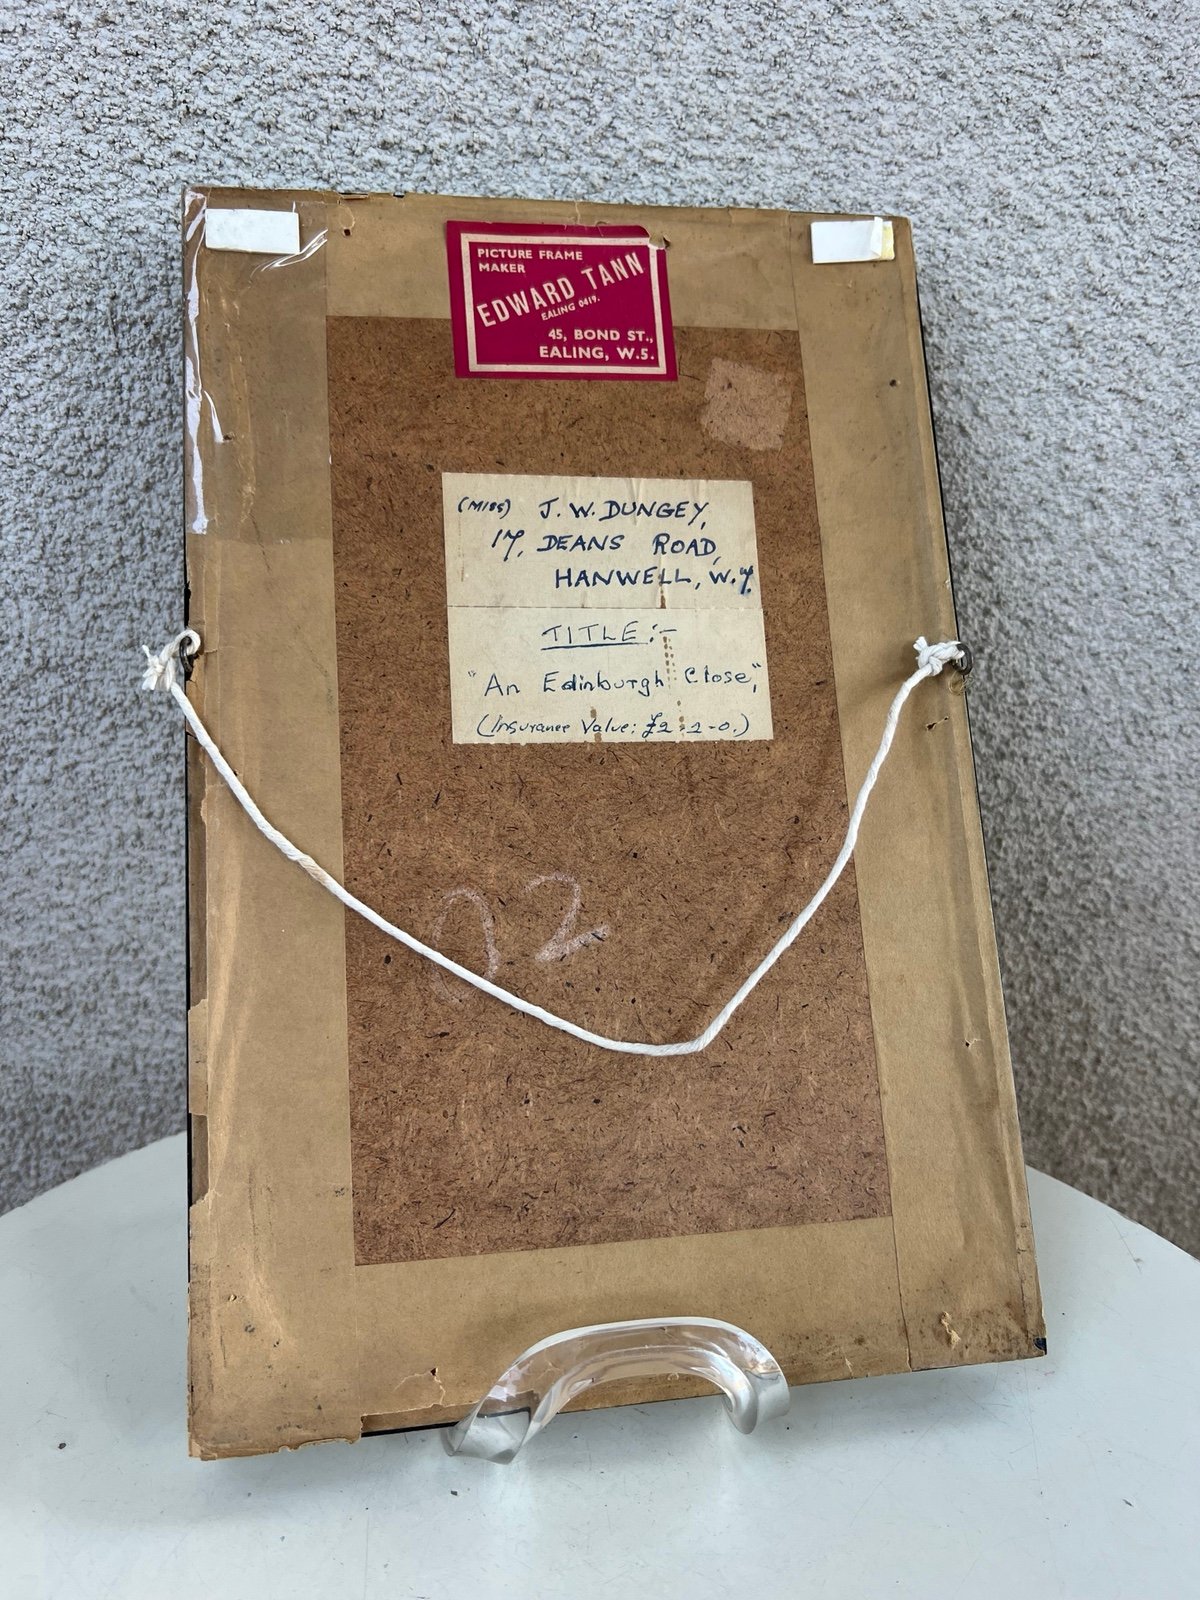 PICTURE FRAME
MAKER
EDWARD TANN
EALING 0419.
45, BOND ST.,
EALING, W.5.
(MISS) J. W. DUNGEY,
17, DEANS ROAD,
HANWELL, W.7.
TITLE:-
"An Edinburgh Close",
(Insurance Value: £2-2-0.)
02